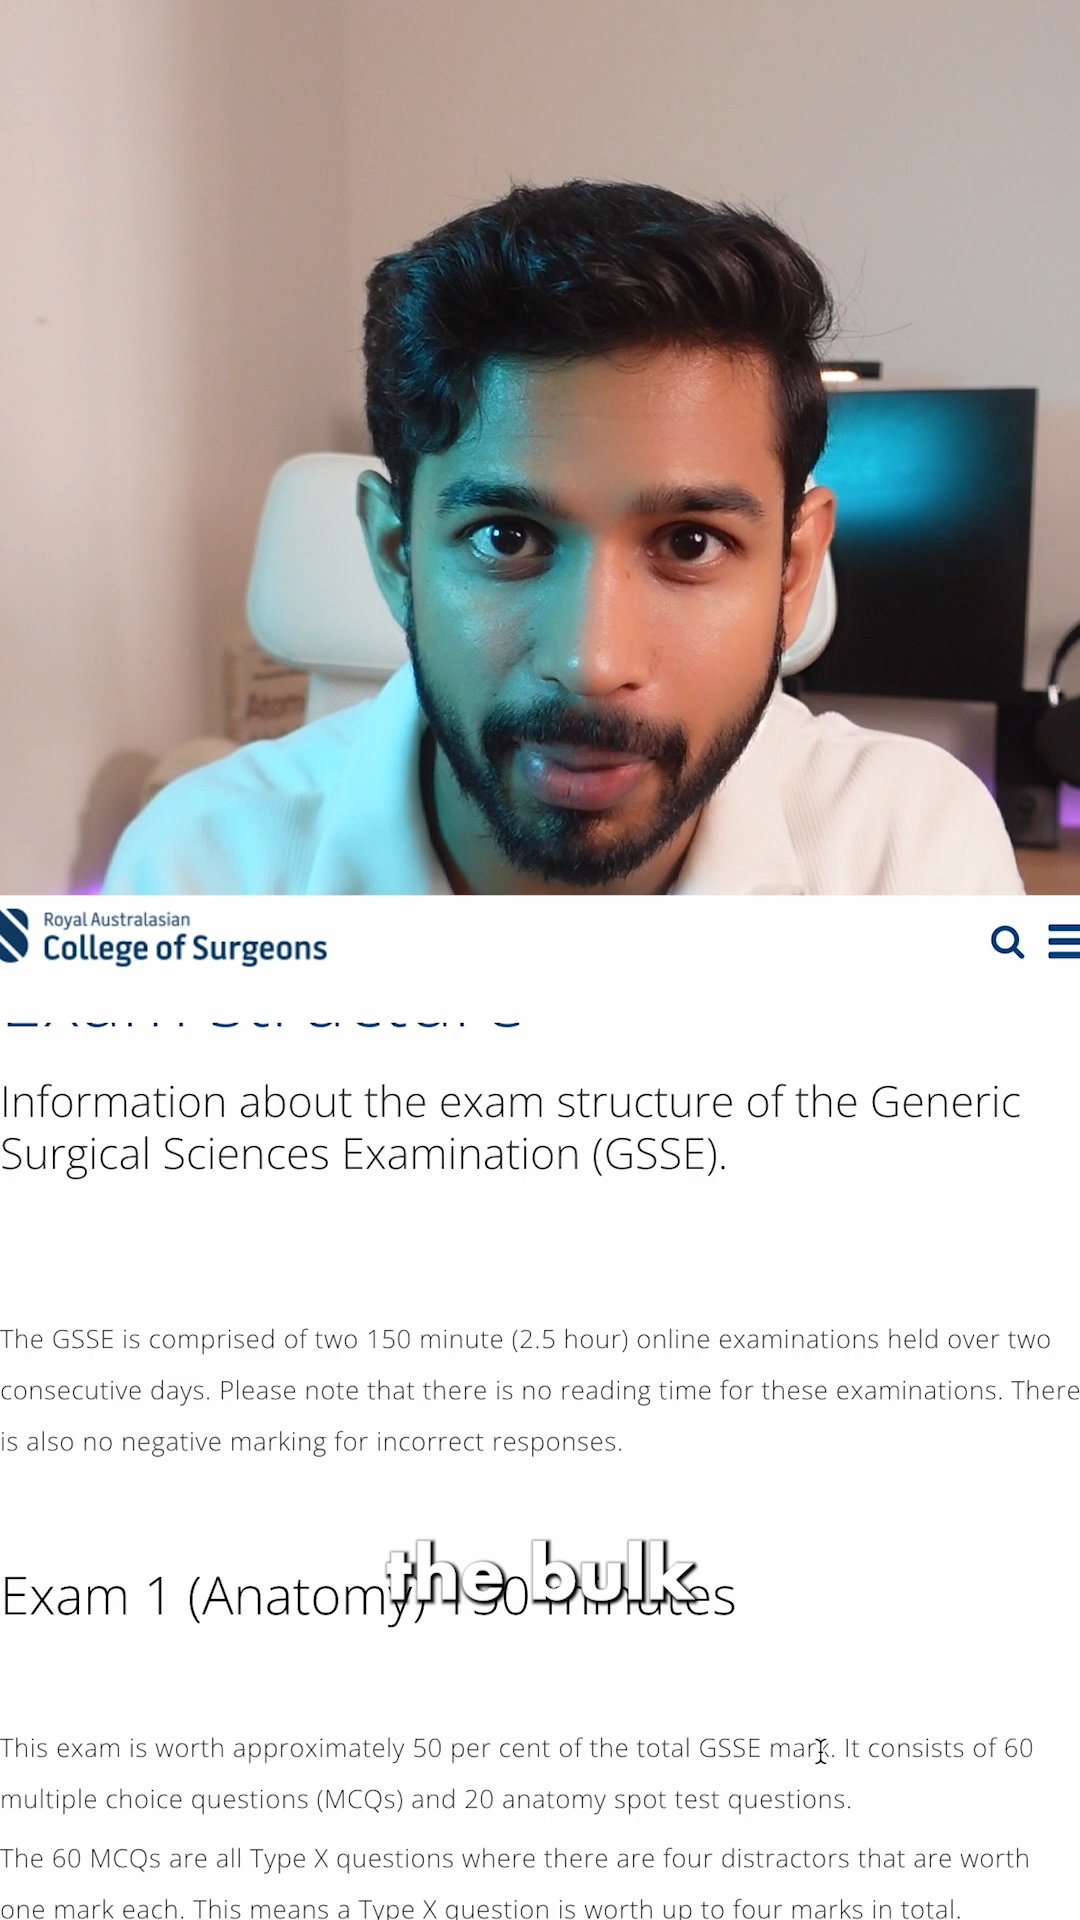 Atom
Royal Australasian
College of Surgeons
Exam Structure
Information about the exam structure of the Generic
Surgical Sciences Examination (GSSE).
The GSSE is comprised of two 150 minute (2.5 hour) online examinations held over two
consecutive days. Please note that there is no reading time for these examinations. There
is also no negative marking for incorrect responses.
the bulk
Exam 1 (Anatomy) 150 minutes
This exam is worth approximately 50 per cent of the total GSSE mark. It consists of 60
multiple choice questions (MCQs) and 20 anatomy spot test questions.
The 60 MCQs are all Type X questions where there are four distractors that are worth
one mark each. This means a Type X question is worth up to four marks in total.